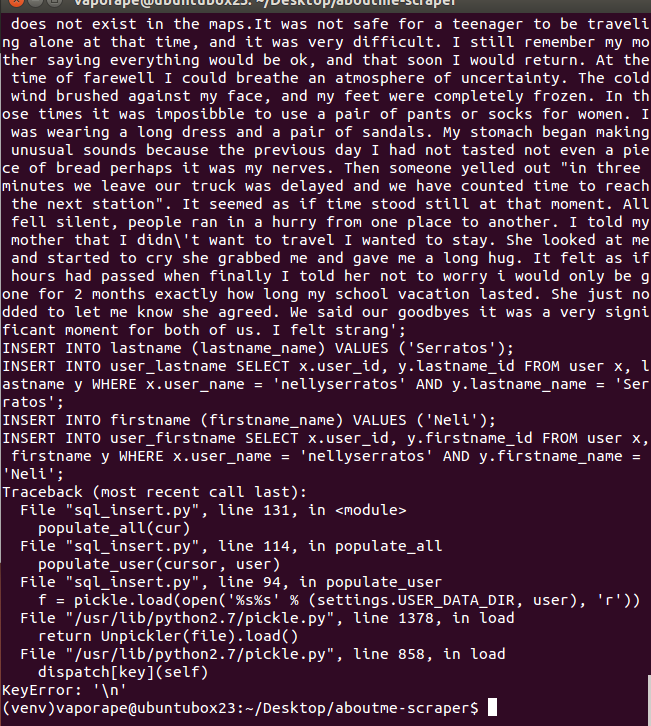 vaporape@ubuntubox23: ~/Desktop/aboutme-scraper
 does not exist in the maps.It was not safe for a teenager to be traveli
ng alone at that time, and it was very difficult. I still remember my mo
ther saying everything would be ok, and that soon I would return. At the
 time of farewell I could breathe an atmosphere of uncertainty. The cold
 wind brushed against my face, and my feet were completely frozen. In th
ose times it was imposibble to use a pair of pants or socks for women. I
 was wearing a long dress and a pair of sandals. My stomach began making
 unusual sounds because the previous day I had not tasted not even a pie
ce of bread perhaps it was my nerves. Then someone yelled out "in three 
minutes we leave our truck was delayed and we have counted time to reach
 the next station". It seemed as if time stood still at that moment. All
 fell silent, people ran in a hurry from one place to another. I told my
 mother that I didn\'t want to travel I wanted to stay. She looked at me
 and started to cry she grabbed me and gave me a long hug. It felt as if
 hours had passed when finally I told her not to worry i would only be g
one for 2 months exactly how long my school vacation lasted. She just no
dded to let me know she agreed. We said our goodbyes it was a very signi
ficant moment for both of us. I felt strang';
INSERT INTO lastname (lastname_name) VALUES ('Serratos');
INSERT INTO user_lastname SELECT x.user_id, y.lastname_id FROM user x, l
astname y WHERE x.user_name = 'nellyserratos' AND y.lastname_name = 'Ser
ratos';
INSERT INTO firstname (firstname_name) VALUES ('Neli');
INSERT INTO user_firstname SELECT x.user_id, y.firstname_id FROM user x,
 firstname y WHERE x.user_name = 'nellyserratos' AND y.firstname_name = 
'Neli';
Traceback (most recent call last):
  File "sql_insert.py", line 131, in <module>
    populate_all(cur)
  File "sql_insert.py", line 114, in populate_all
    populate_user(cursor, user)
  File "sql_insert.py", line 94, in populate_user
    f = pickle.load(open('%s%s' % (settings.USER_DATA_DIR, user), 'r'))
  File "/usr/lib/python2.7/pickle.py", line 1378, in load
    return Unpickler(file).load()
  File "/usr/lib/python2.7/pickle.py", line 858, in load
    dispatch[key](self)
KeyError: '\n'
(venv)vaporape@ubuntubox23:~/Desktop/aboutme-scraper$